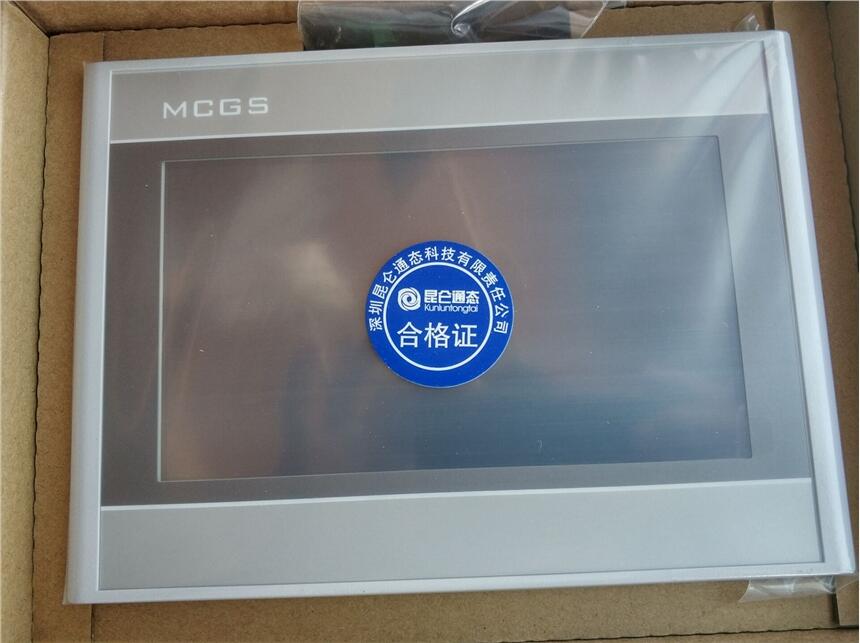 MCGS
深圳昆仑通态科技有限责任公司
昆仑通态
Kunluntongtai
合格证